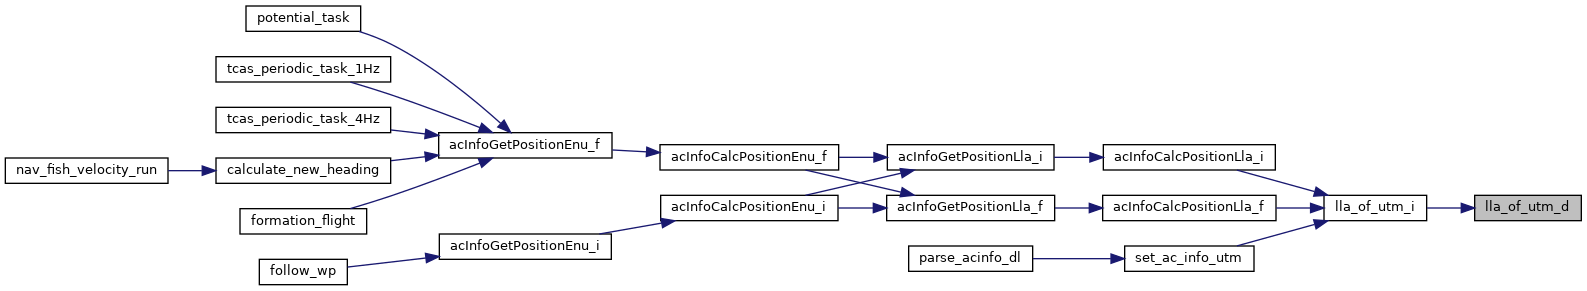 potential_task
tcas_periodic_task_1Hz
tcas_periodic_task_4Hz
acInfoGetPositionEnu_f
nav_fish_velocity_run
calculate_new_heading
formation_flight
acInfoGetPositionEnu_i
follow_wp
acInfoCalcPositionEnu_f
acInfoGetPositionLla_i
acInfoCalcPositionLla_i
acInfoCalcPositionEnu_i
acInfoGetPositionLla_f
acInfoCalcPositionLla_f
lla_of_utm_i
lla_of_utm_d
parse_acinfo_dl
set_ac_info_utm